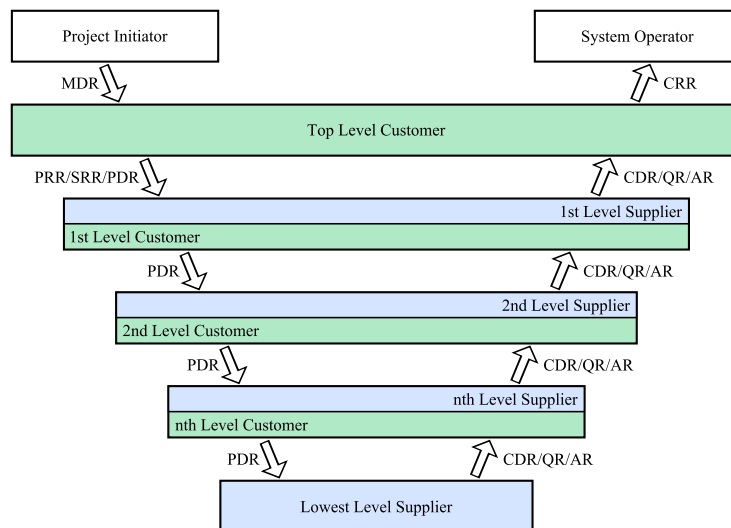 Project Initiator
System Operator
MDR
CRR
Top Level Customer
PRR/SRR/PDR
CDR/QR/AR
1st Level Supplier
1st Level Customer
PDR
CDR/QR/AR
2nd Level Supplier
2nd Level Customer
PDR
CDR/QR/AR
nth Level Supplier
nth Level Customer
PDR
CDR/QR/AR
Lowest Level Supplier